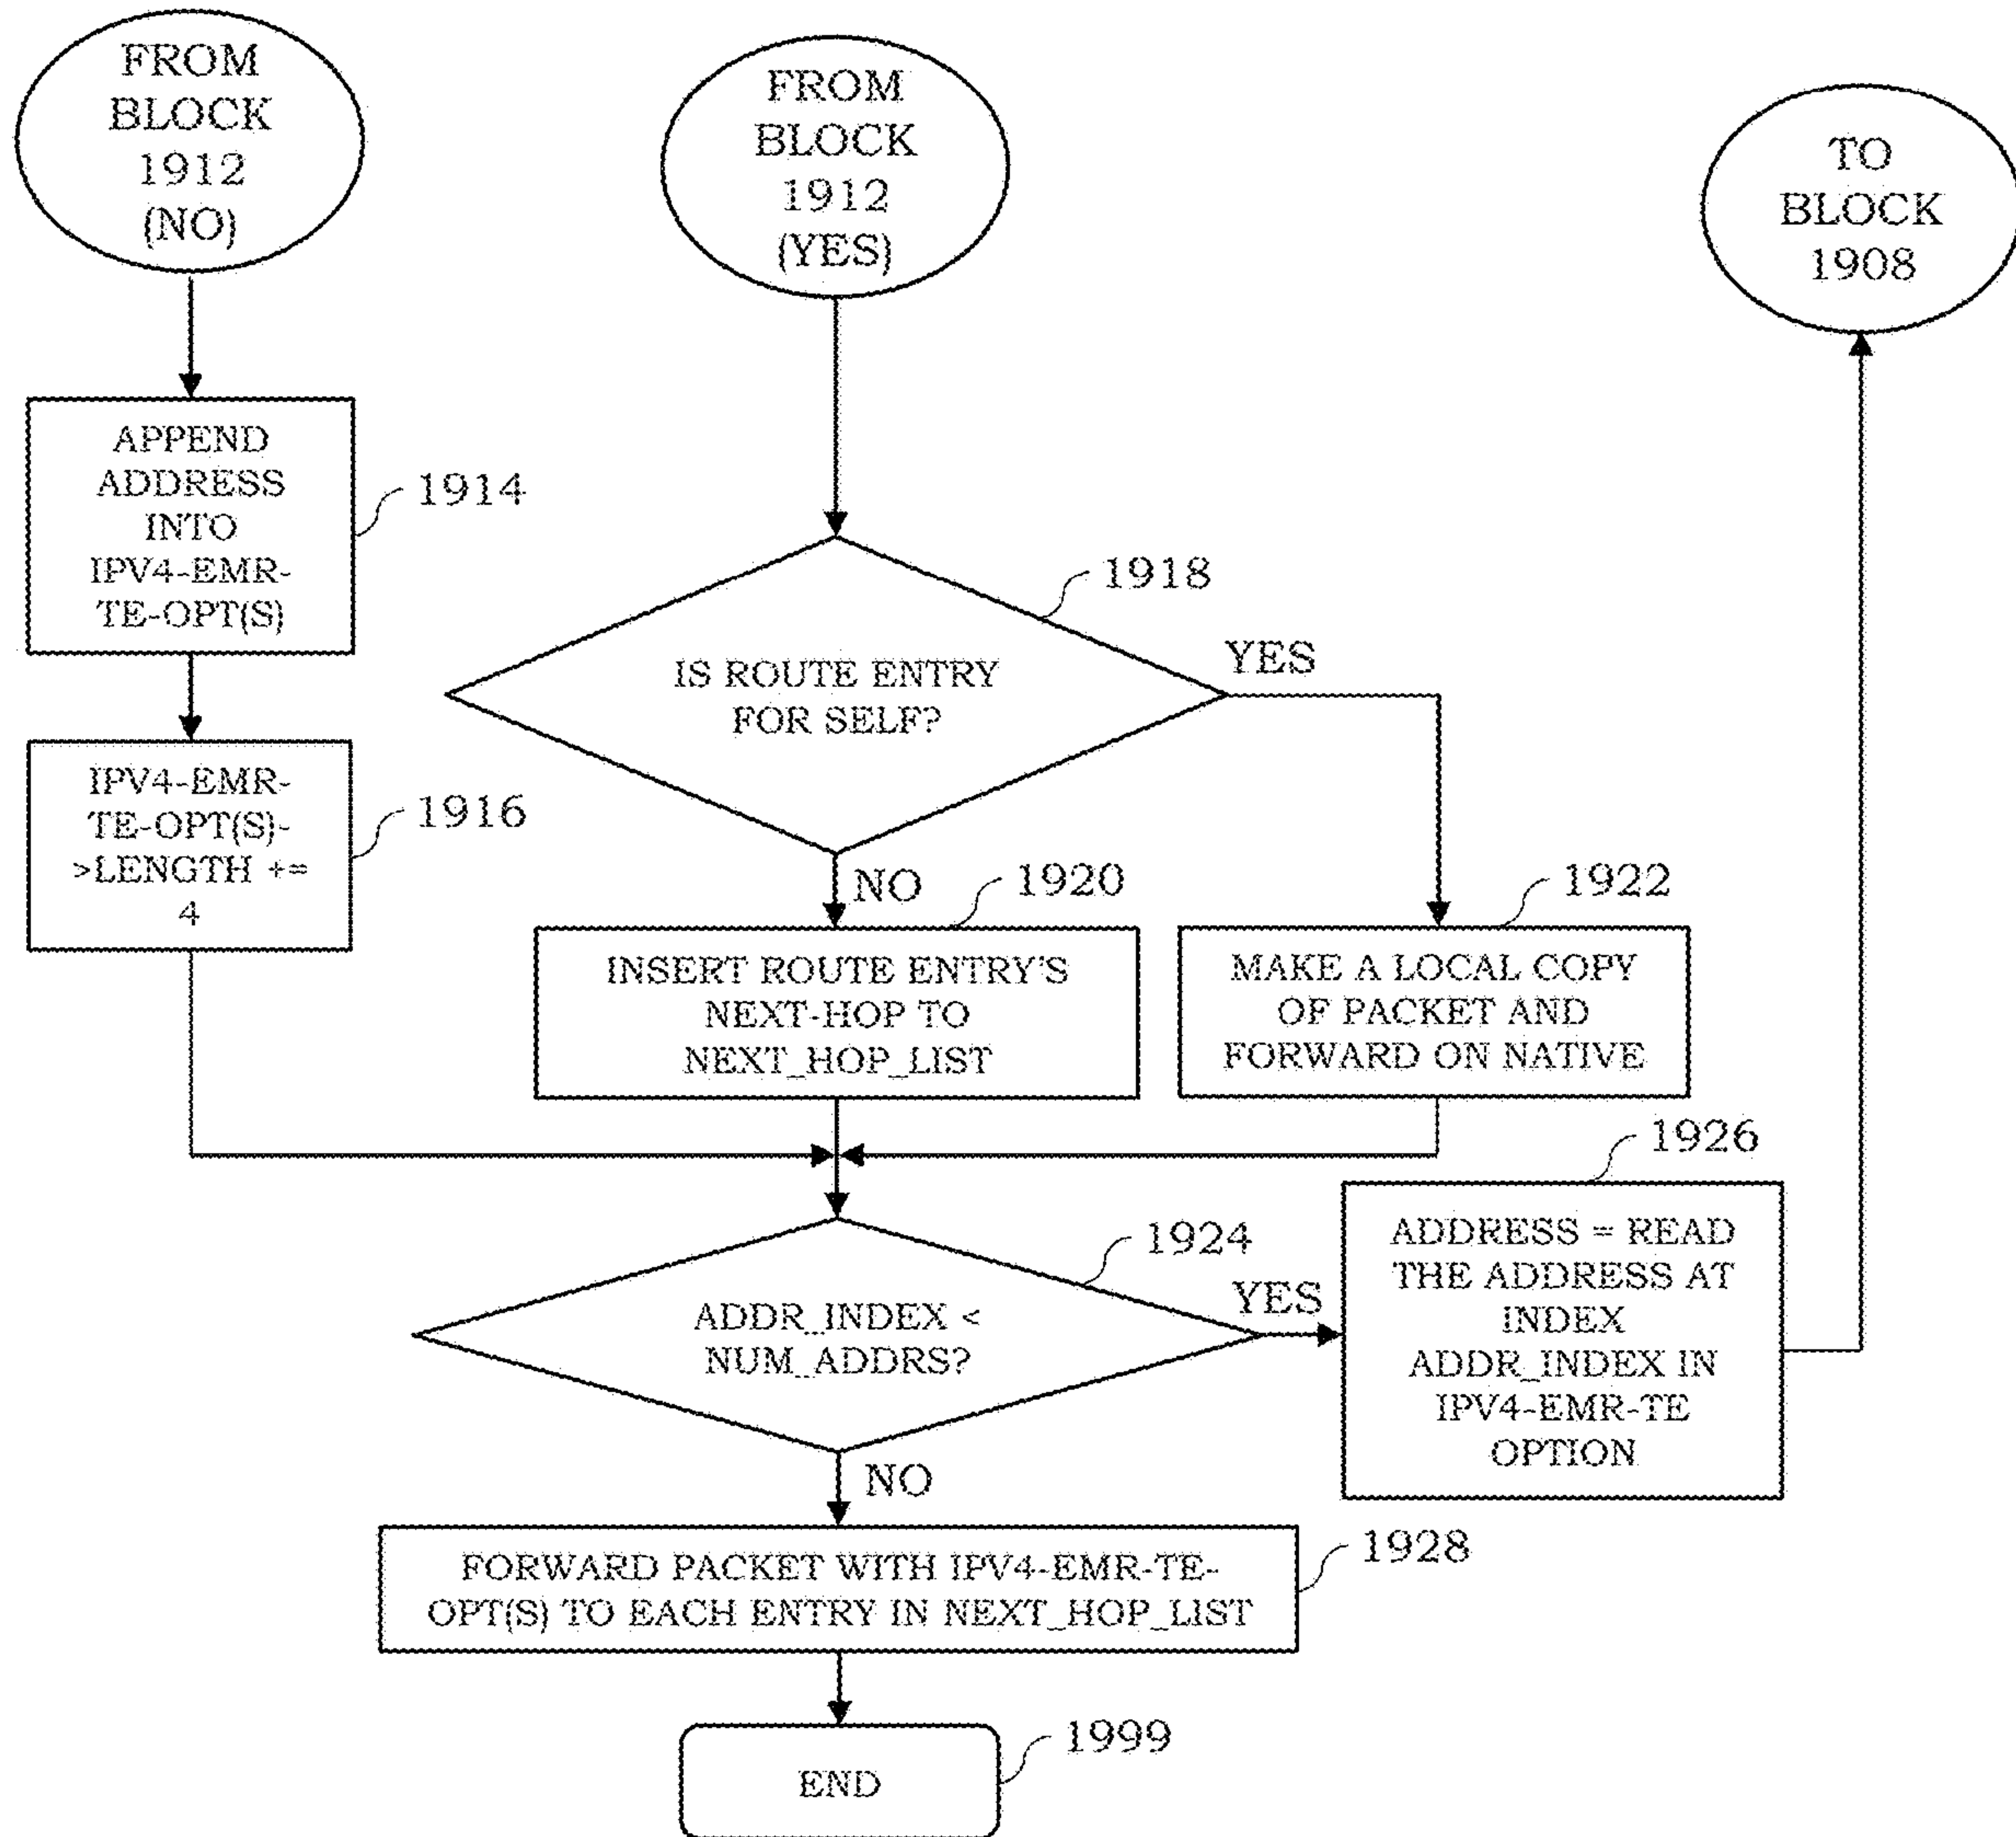 FROM
BLOCK
1912
(NO)
FROM
BLOCK
1912
(YES)
TO
BLOCK
1908
APPEND
ADDRESS
INTO
IPV4-EMR-
TE-OPT(S)
1914
IPV4-EMR-
TE-OPT(S)-
>LENGTH +=
4
1916
IS ROUTE ENTRY
FOR SELF?
1918
YES
NO
INSERT ROUTE ENTRY'S
NEXT-HOP TO
NEXT_HOP_LIST
1920
MAKE A LOCAL COPY
OF PACKET AND
FORWARD ON NATIVE
1922
ADDR_INDEX <
NUM_ADDRS?
1924
YES
NO
ADDRESS = READ
THE ADDRESS AT
INDEX
ADDR_INDEX IN
IPV4-EMR-TE
OPTION
1926
FORWARD PACKET WITH IPV4-EMR-TE-
OPT(S) TO EACH ENTRY IN NEXT_HOP_LIST
1928
END
1999